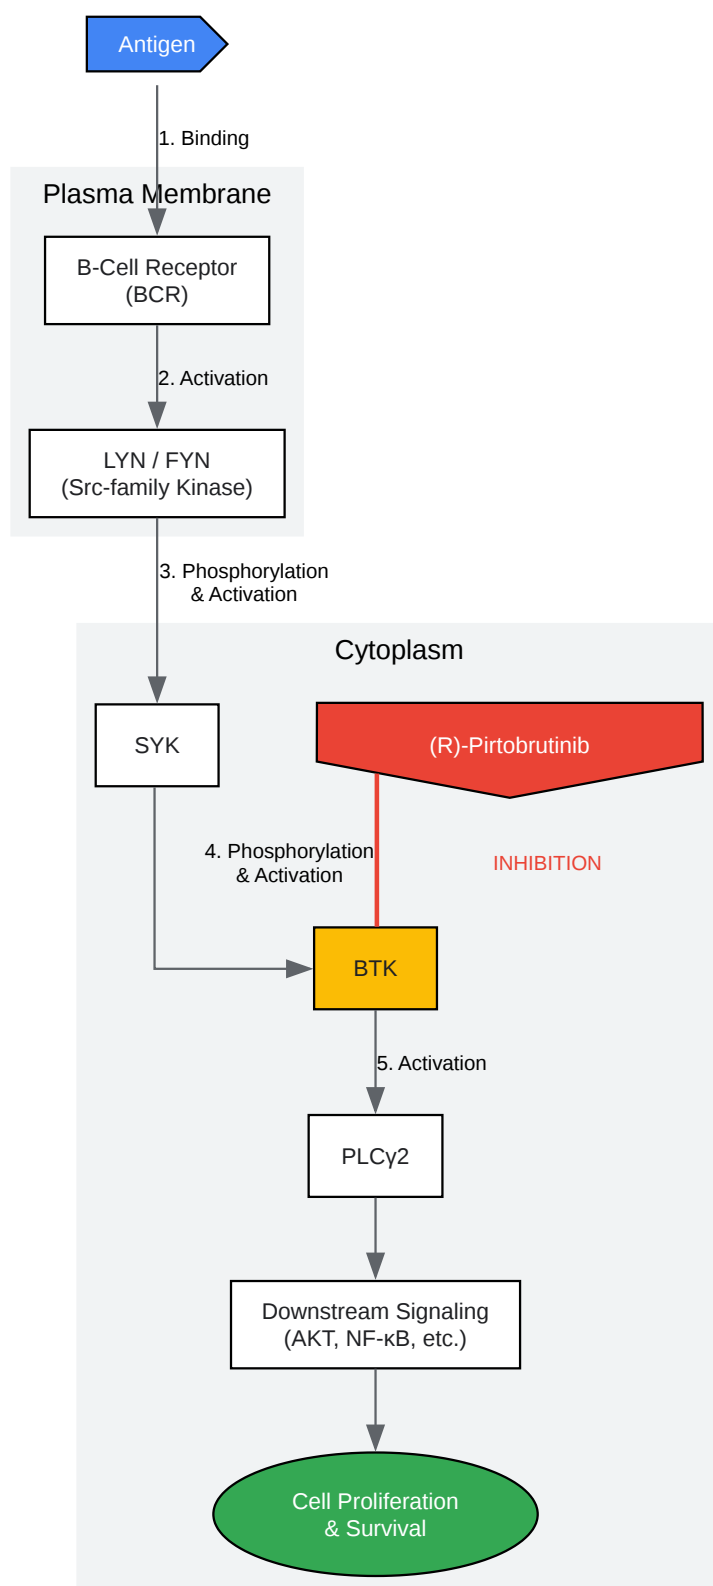 Antigen
1. Binding
Plasma Membrane
B-Cell Receptor
(BCR)
2. Activation
LYN / FYN
(Src-family Kinase)
3. Phosphorylation
& Activation
Cytoplasm
SYK
(R)-Pirtobrutinib
4. Phosphorylation
& Activation
INHIBITION
BTK
5. Activation
PLCγ2
Downstream Signaling
(AKT, NF-κB, etc.)
Cell Proliferation
& Survival